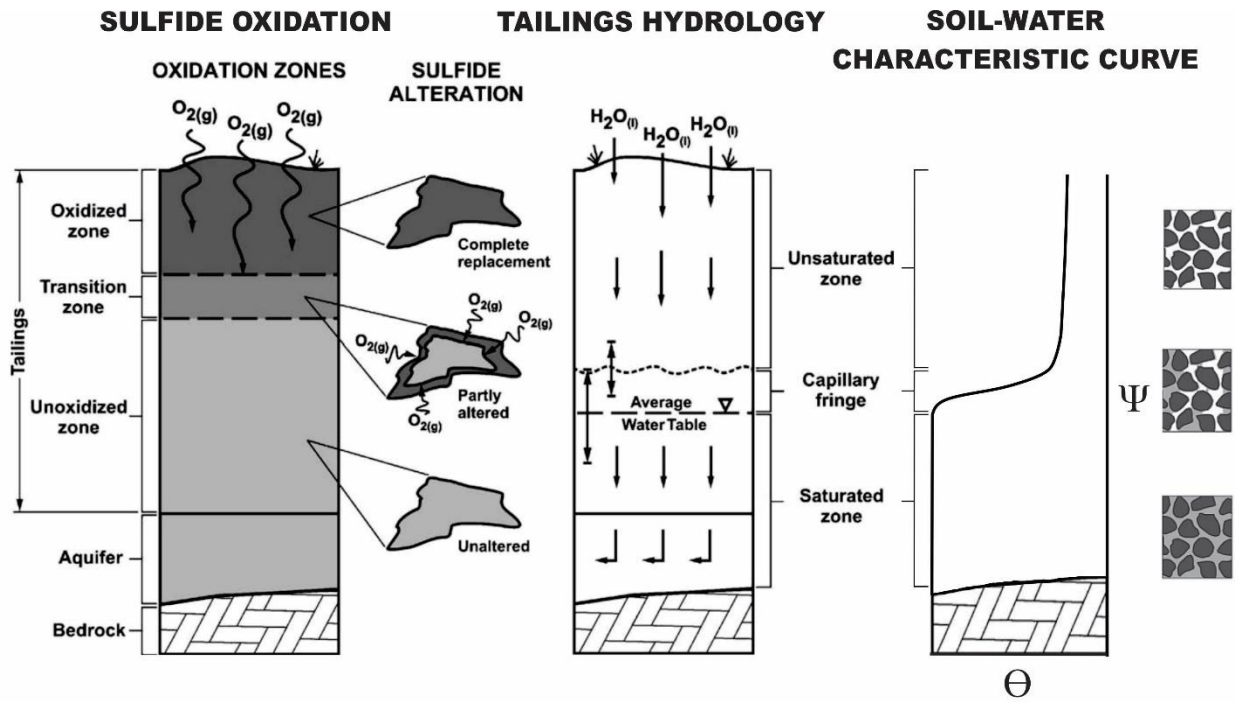 SULFIDE OXIDATION
OXIDATION ZONES
SULFIDE
ALTERATION
O2(g)
O2(g)
O2(g)
Oxidized
zone
Transition
zone
Tailings
Unoxidized
zone
Aquifer
Bedrock
Complete
replacement
O2(g)
O2(g)
O2(g)
Partly
altered
O2(g)
Unaltered
TAILINGS HYDROLOGY
H2O(l)
H2O(l)
H2O(l)
Average
Water Table
Unsaturated
zone
Capillary
fringe
Saturated
zone
SOIL-WATER
CHARACTERISTIC CURVE
Ψ
Θ